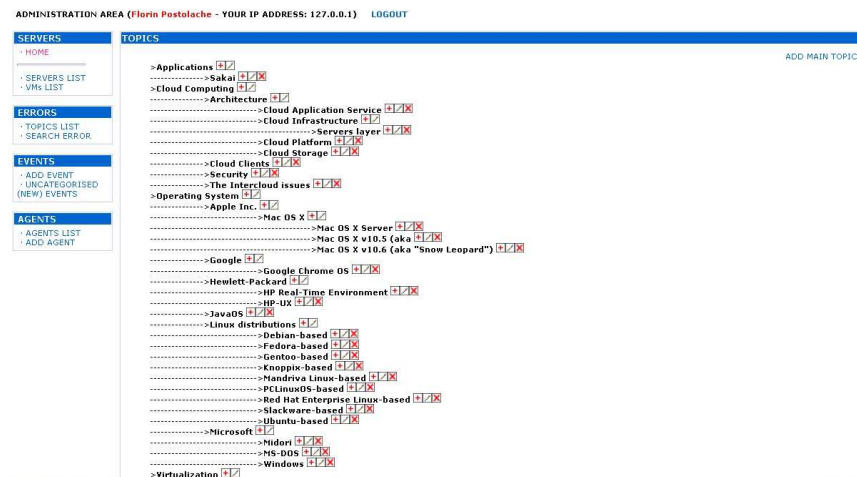 ADMINISTRATION AREA (Florin Postolache - YOUR IP ADDRESS: 127.0.0.1) LOGOUT
SERVERS
· HOME
· SERVERS LIST
· VMs LIST
ERRORS
· TOPICS LIST
· SEARCH ERROR
EVENTS
· ADD EVENT
· UNCATEGORISED
(NEW) EVENTS
AGENTS
· AGENTS LIST
· ADD AGENT
TOPICS
ADD MAIN TOPIC
>Applications
-------------->Sakai
>Cloud Computing
-------------->Architecture
---------------------------->Cloud Application Service
---------------------------->Cloud Infrastructure
------------------------------------------>Servers layer
---------------------------->Cloud Platform
---------------------------->Cloud Storage
-------------->Cloud Clients
-------------->Security
-------------->The Intercloud issues
>Operating System
-------------->Apple Inc.
---------------------------->Mac OS X
------------------------------------------>Mac OS X Server
------------------------------------------>Mac OS X v10.5 (aka
------------------------------------------>Mac OS X v10.6 (aka "Snow Leopard")
-------------->Google
---------------------------->Google Chrome OS
-------------->Hewlett-Packard
---------------------------->HP Real-Time Environment
---------------------------->HP-UX
-------------->JavaOS
-------------->Linux distributions
---------------------------->Debian-based
---------------------------->Fedora-based
---------------------------->Gentoo-based
---------------------------->Knoppix-based
---------------------------->Mandriva Linux-based
---------------------------->PCLinuxOS-based
---------------------------->Red Hat Enterprise Linux-based
---------------------------->Slackware-based
---------------------------->Ubuntu-based
-------------->Microsoft
---------------------------->Midori
---------------------------->MS-DOS
---------------------------->Windows
>Virtualization